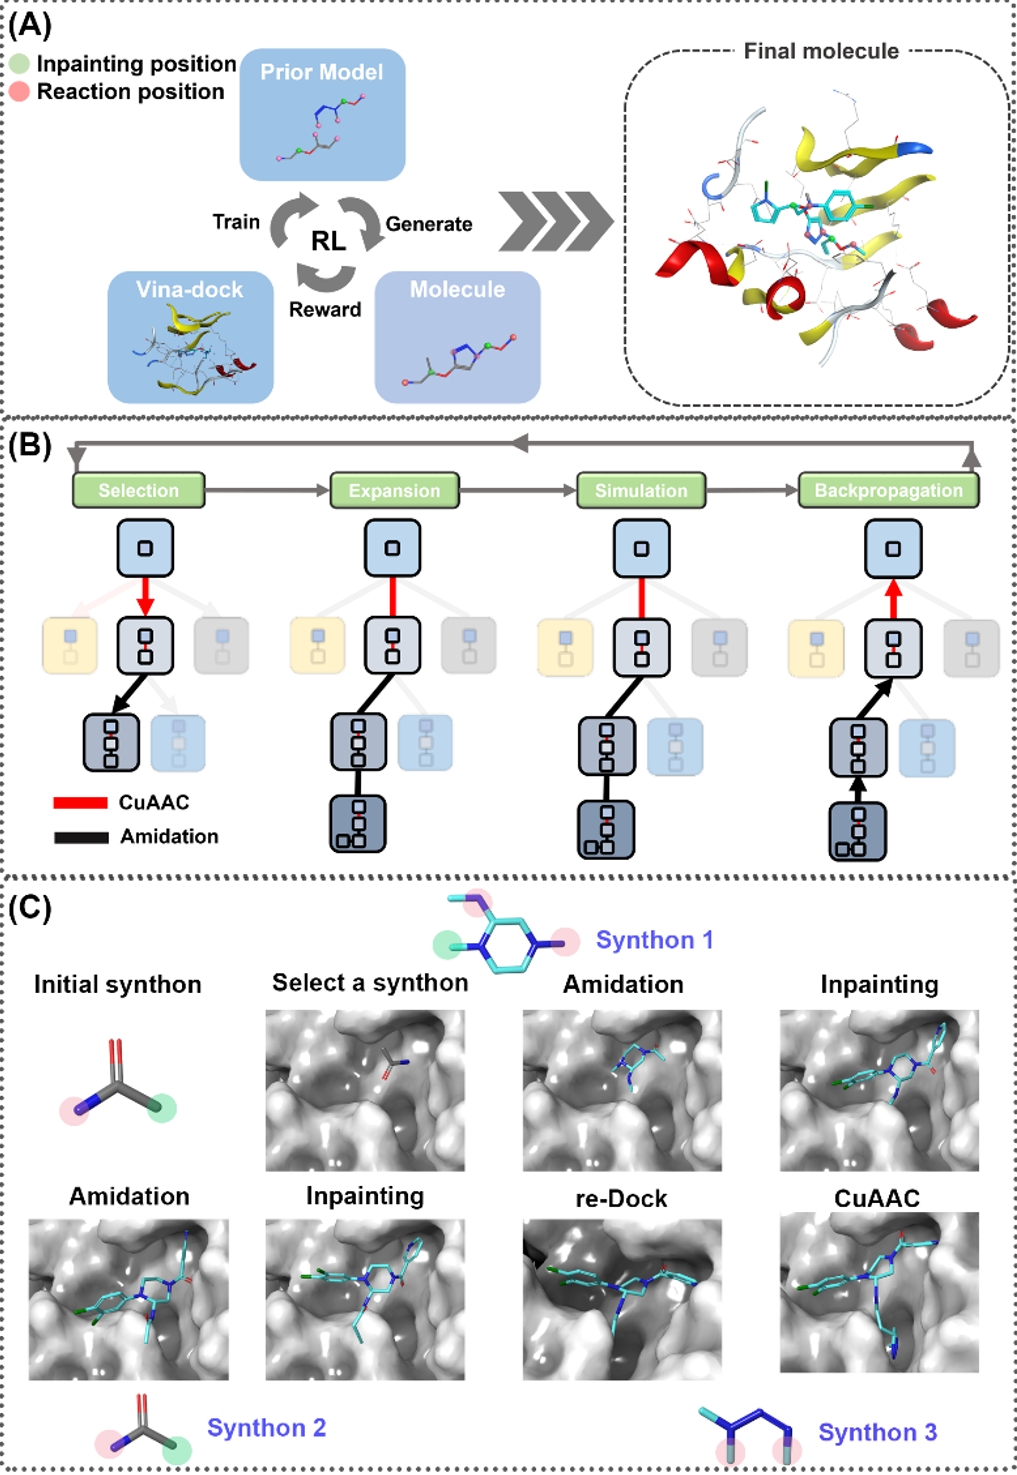 (A)
Inpainting position
Reaction position
Prior Model
Train
Generate
RL
Reward
Vina-dock
Molecule
Final molecule
(B)
Selection
Expansion
Simulation
Backpropagation
CuAAC
Amidation
(C)
Synthon 1
Initial synthon
Select a synthon
Amidation
Inpainting
Amidation
Inpainting
re-Dock
CuAAC
Synthon 2
Synthon 3